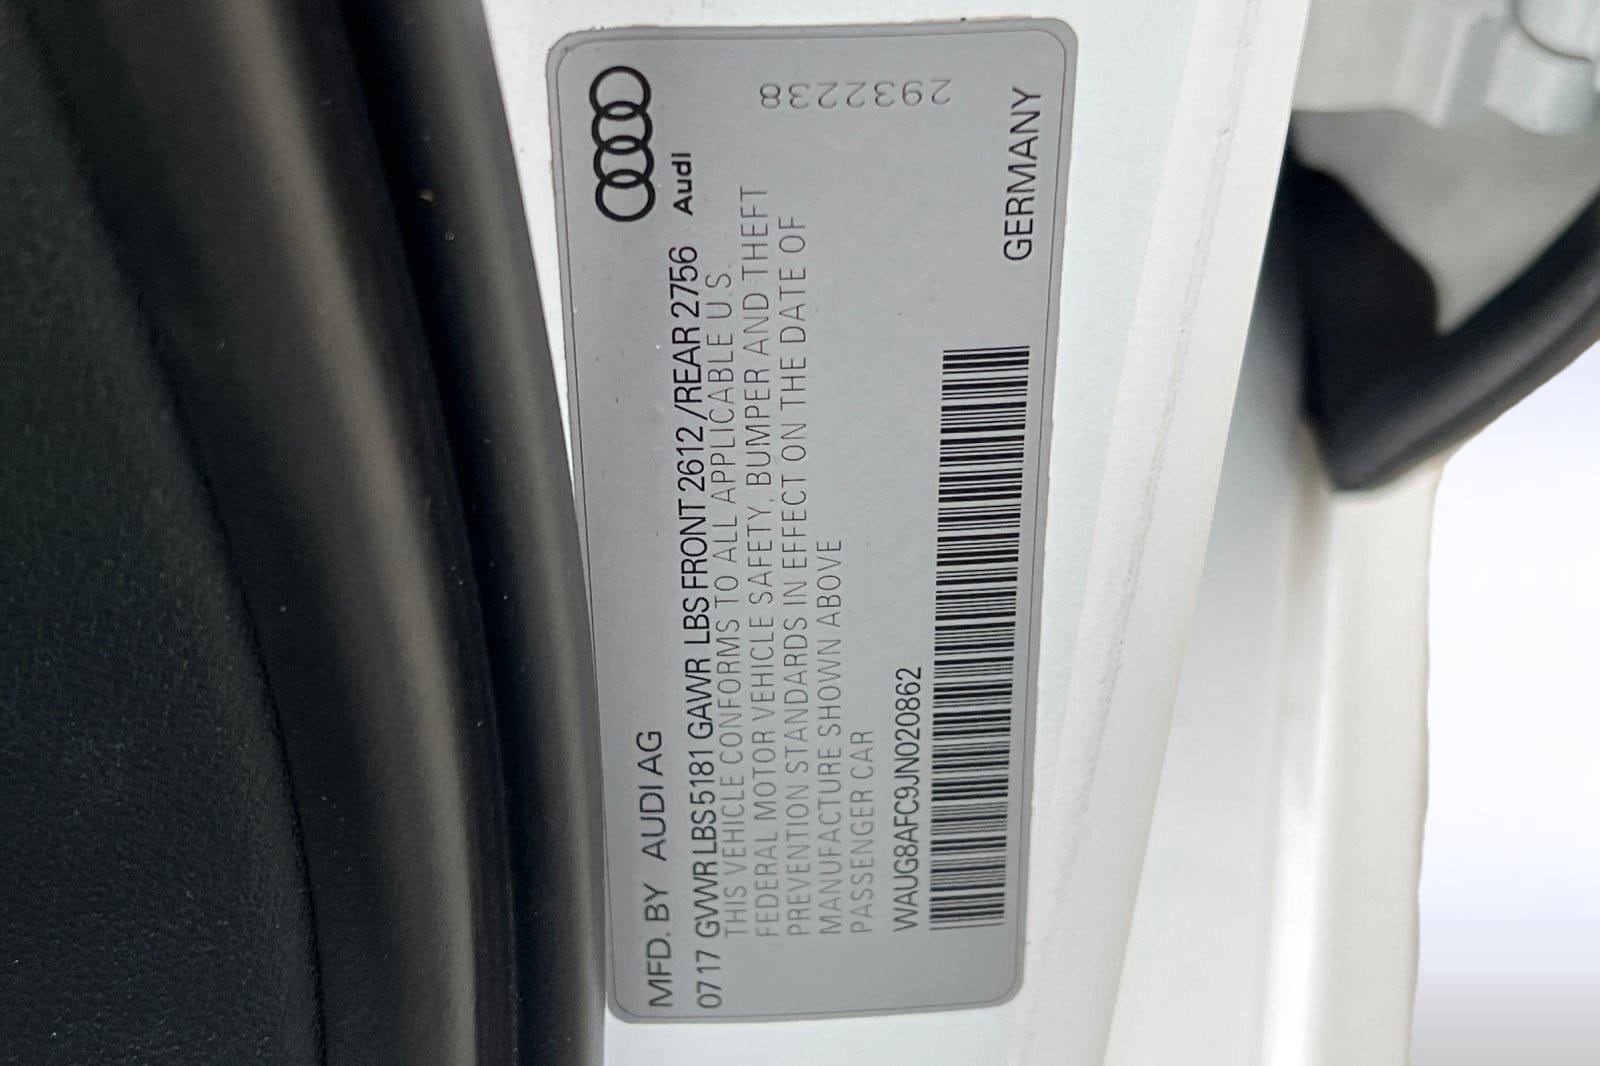 MFD. BY AUDI AG
Audi
07 17 GVWR LBS 5181 GAWR LBS FRONT 2612 /REAR 2756
THIS VEHICLE CONFORMS TO ALL APPLICABLE U.S.
FEDERAL MOTOR VEHICLE SAFETY, BUMPER AND THEFT
PREVENTION STANDARDS IN EFFECT ON THE DATE OF
MANUFACTURE SHOWN ABOVE
PASSENGER CAR
2932238
WAUG8AFC9JN020862
GERMANY